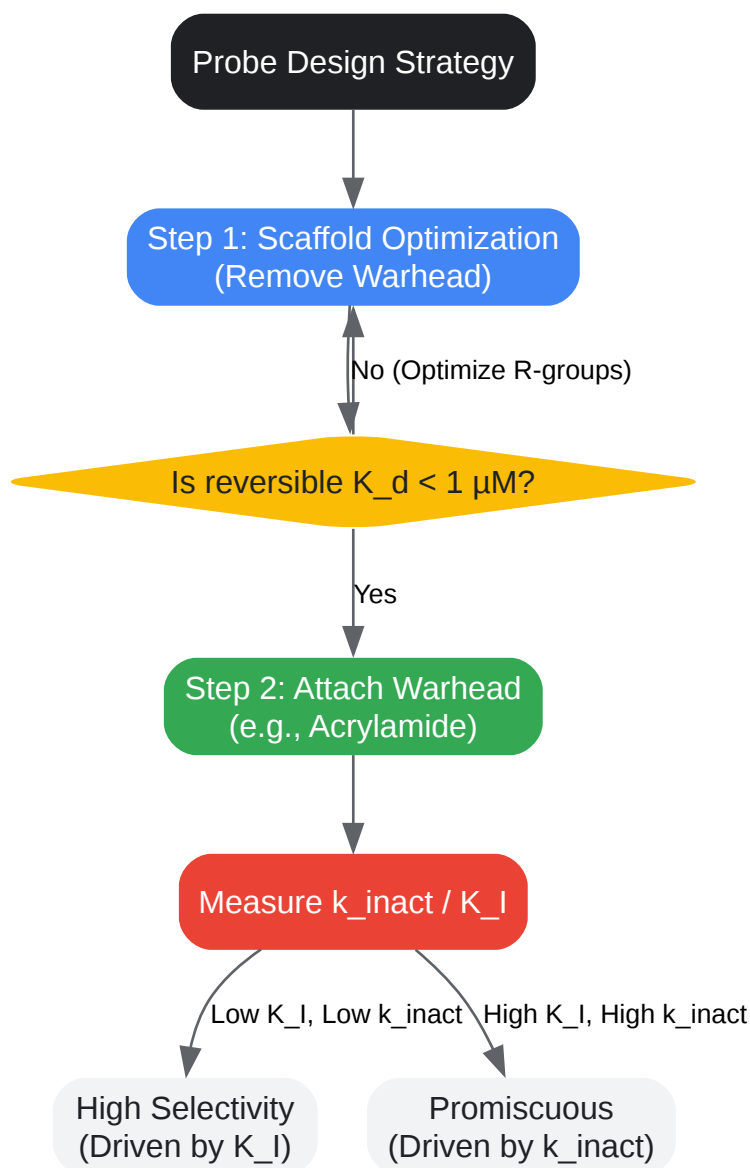 Probe Design Strategy
Step 1: Scaffold Optimization
(Remove Warhead)
No (Optimize R-groups)
Is reversible K_d < 1 µM?
Yes
Step 2: Attach Warhead
(e.g., Acrylamide)
Measure k_inact / K_I
Low K_I, Low k_inact
High K_I, High k_inact
High Selectivity
(Driven by K_I)
Promiscuous
(Driven by k_inact)